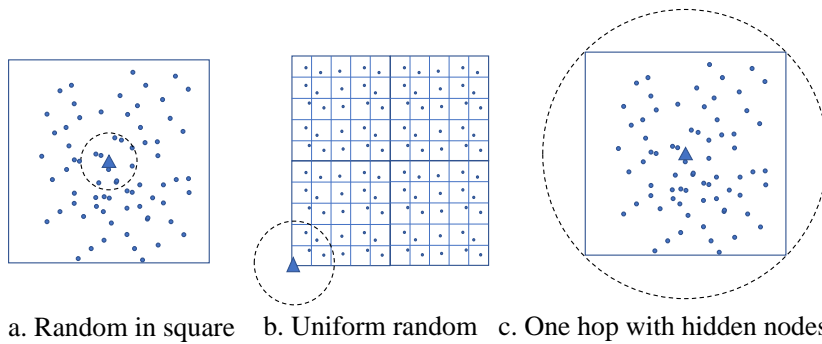 a. Random in square b. Uniform random c. One hop with hidden nodes